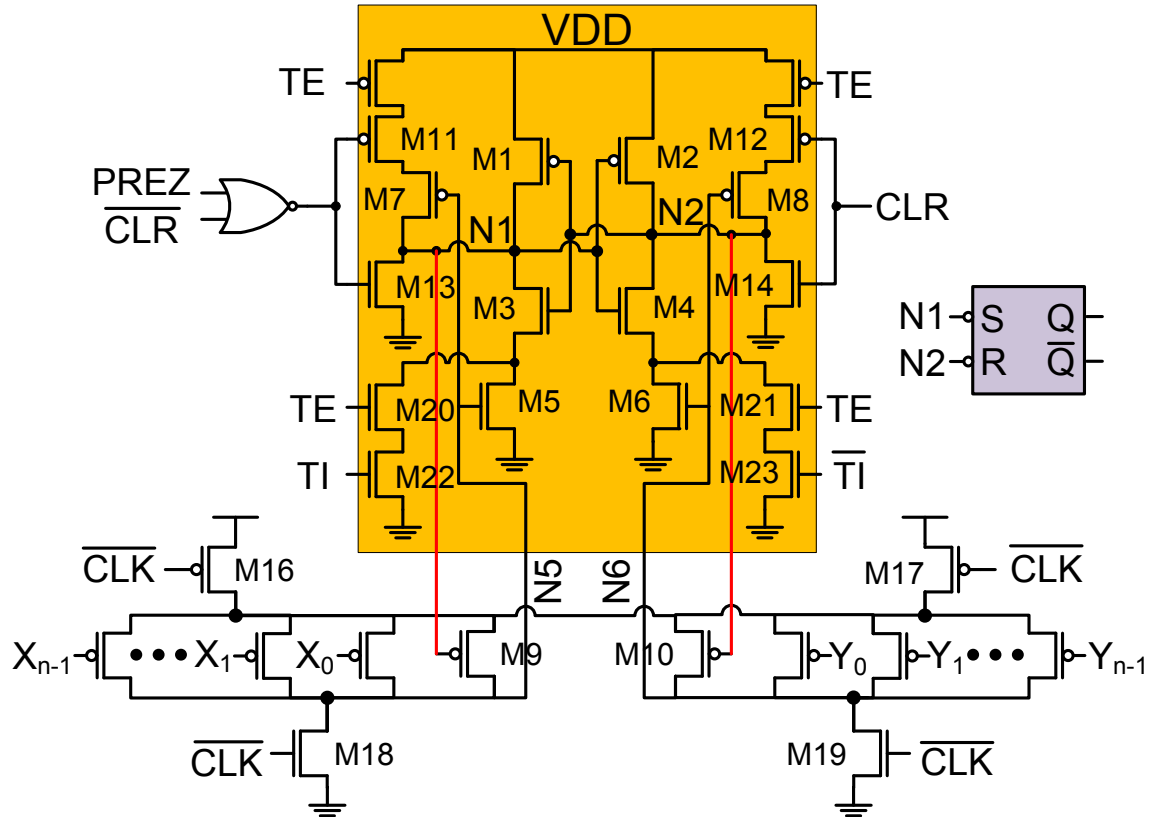 VDD
TE
TE
M11
M12
M1
M2
PREZ
M7
M8
CLR
N1
N2
CLR
M13
M3
M4
M14
N1
S
Q
N2
R
Q
TE
M20
M5
M6
M21
TE
TI
M22
M23
TI
CLK
M16
N5
N6
M17
CLK
Xn-1
X1
X0
M9
M10
Y0
Y1
Yn-1
CLK
M18
M19
CLK